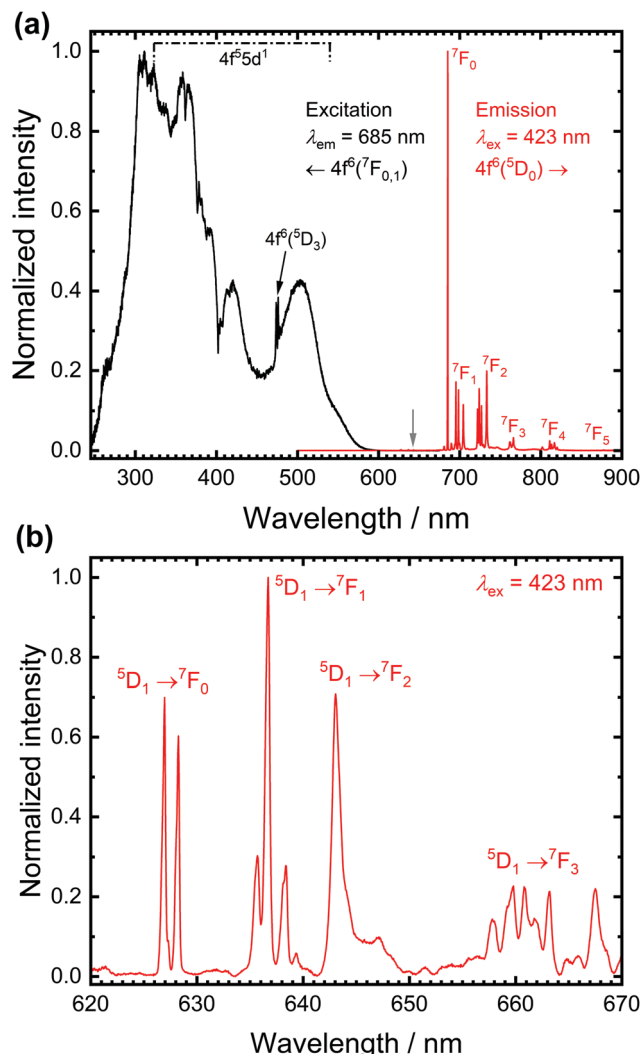 (a)
Normalized intensity
1.0
0.8
0.6
0.4
0.2
0.0
4f⁵5d¹
Excitation
λem = 685 nm
← 4f⁶(⁷F₀,₁)
4f⁶(⁵D₃)
⁷F₀
Emission
λex = 423 nm
4f⁶(⁵D₀) →
⁷F₁
⁷F₂
⁷F₃
⁷F₄
⁷F₅
300 400 500 600 700 800 900
Wavelength / nm
(b)
Normalized intensity
1.0
0.8
0.6
0.4
0.2
0.0
⁵D₁ → ⁷F₁
λex = 423 nm
⁵D₁ → ⁷F₀
⁵D₁ → ⁷F₂
⁵D₁ → ⁷F₃
620 630 640 650 660 670
Wavelength / nm